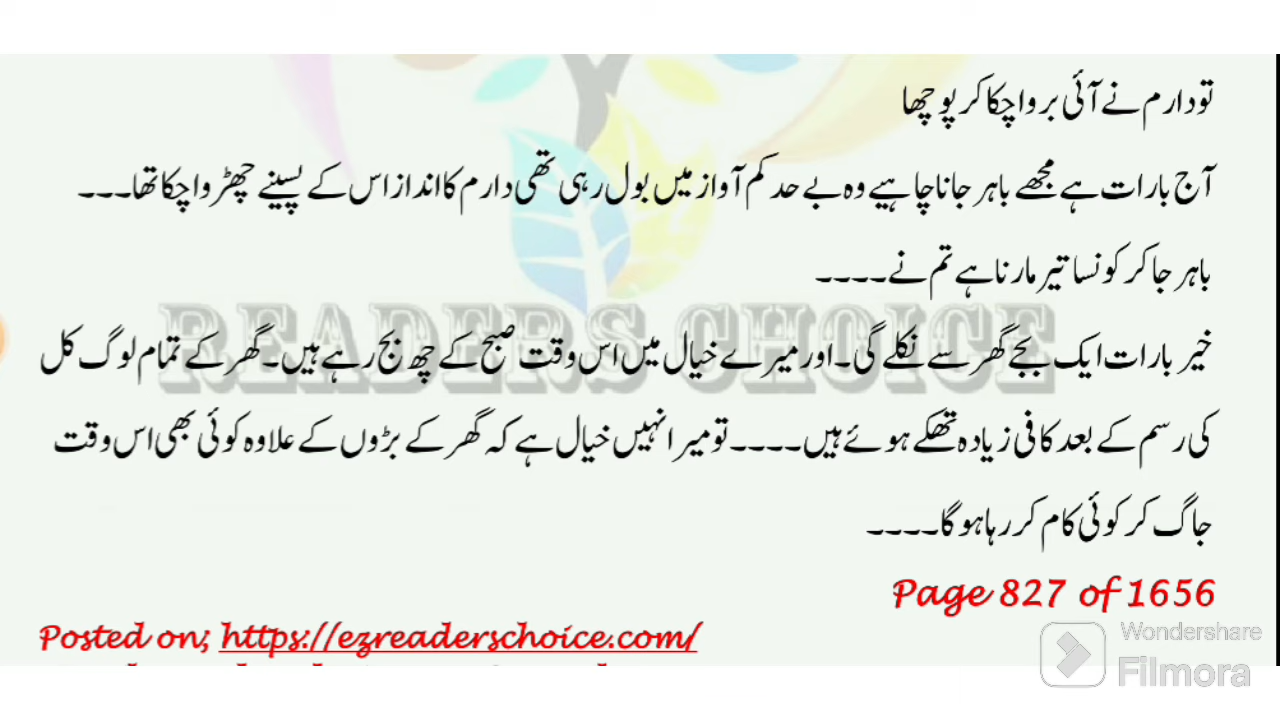 تو دارم نے آئی برو اچکا کر پوچھا
آج بارات ہے مجھے باہر جانا چاہیے وہ بے حد کم آواز میں بول رہی تھی دارم کا انداز اس کے پسینے چھڑوا چکا تھا۔۔۔
باہر جا کر کونسا تیر مارنا ہے تم نے۔۔۔۔
خیر بارات ایک بجے گھر سے نکلے گی۔ اور میرے خیال میں اس وقت صبح کے چھ بج رہے ہیں۔ گھر کے تمام لوگ کل
کی رسم کے بعد کافی زیادہ تھکے ہوئے ہیں۔۔۔۔ تو میرا نہیں خیال ہے کہ گھر کے بڑوں کے علاوہ کوئی بھی اس وقت
جاگ کر کوئی کام کر رہا ہو گا۔۔۔۔
READERS CHOICE
Page 827 of 1656
Posted on; https://ezreaderschoice.com/
Wondershare
Filmora